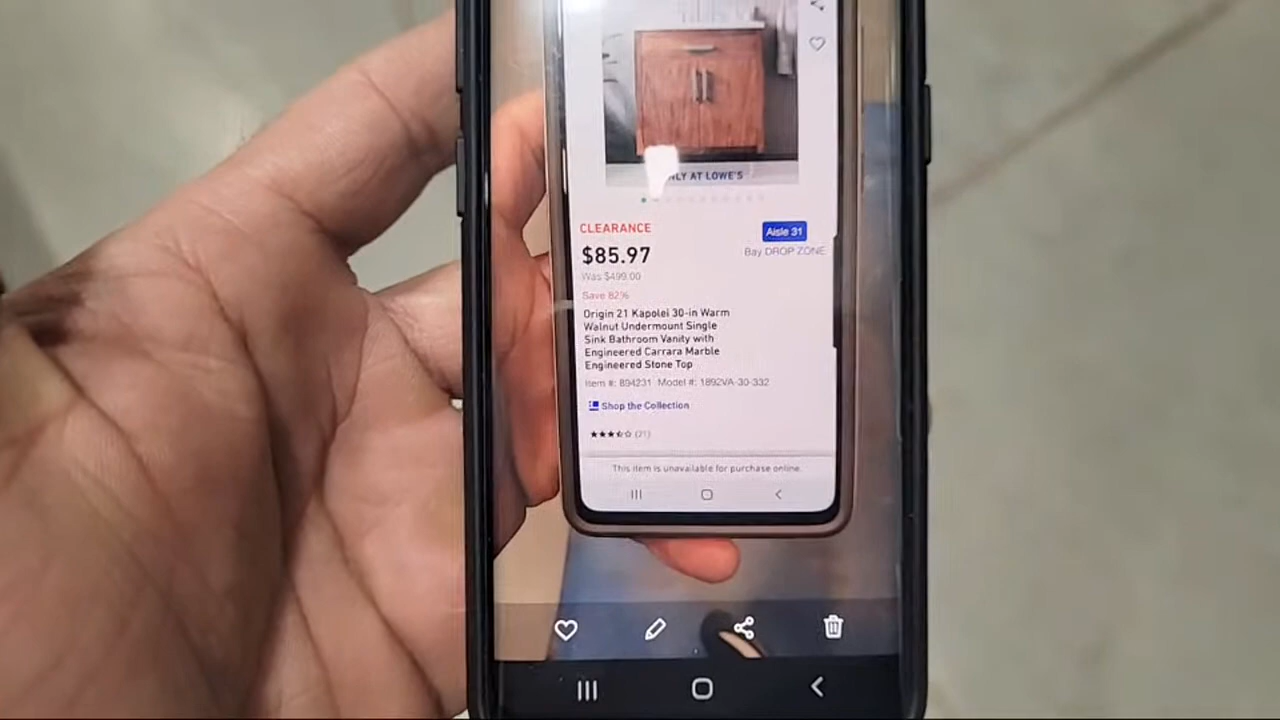 NLY AT LOWE'S
CLEARANCE
Aisle 31
$85.97
Bay DROP ZONE
Was $499.00
Save 82%
Origin 21 Kapolei 30-in Warm
Walnut Undermount Single
Sink Bathroom Vanity with
Engineered Carrara Marble
Engineered Stone Top
Item #: 894231 Model #: 1892VA-30-332
Shop the Collection
(21)
This item is unavailable for purchase online.